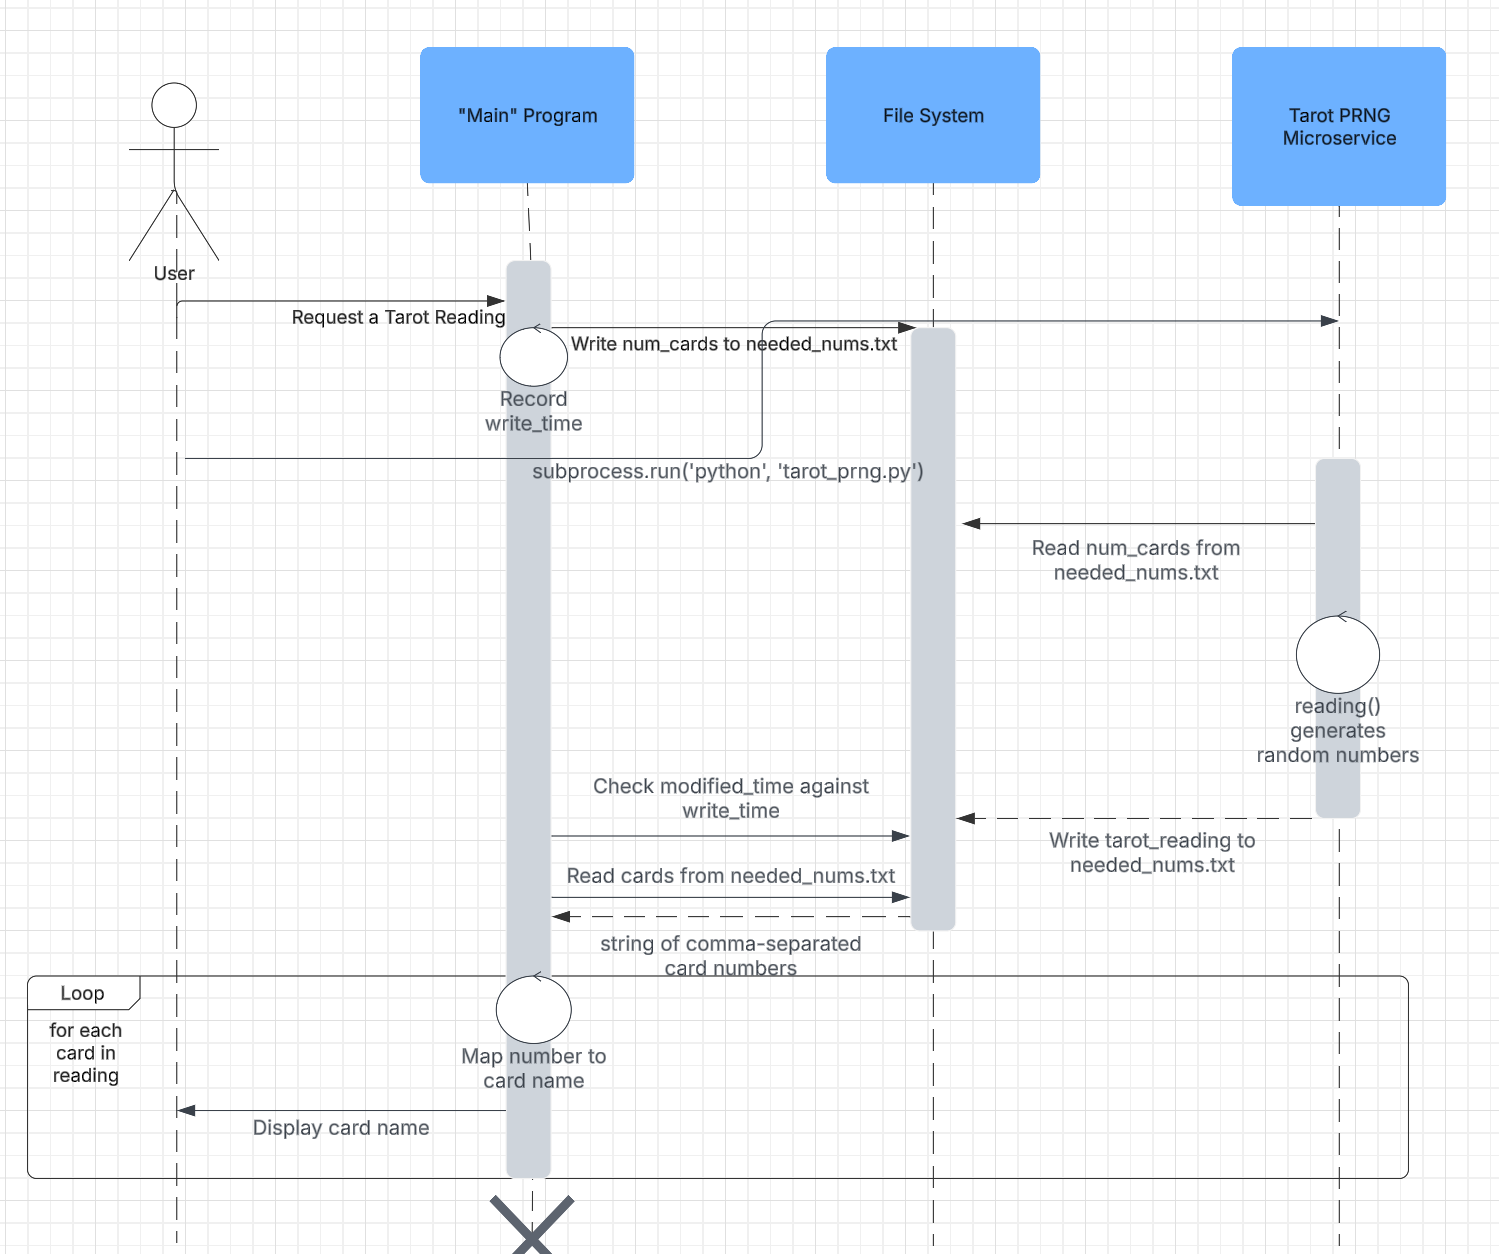 "Main" Program
File System
Tarot PRNG
Microservice
User
Request a Tarot Reading
Write num_cards to needed_nums.txt
Record
write_time
subprocess.run('python', 'tarot_prng.py')
Read num_cards from
needed_nums.txt
reading()
generates
random numbers
Check modified_time against
write_time
Write tarot_reading to
needed_nums.txt
Read cards from needed_nums.txt
string of comma-separated
card numbers
Loop
for each
card in
reading
Map number to
card name
Display card name